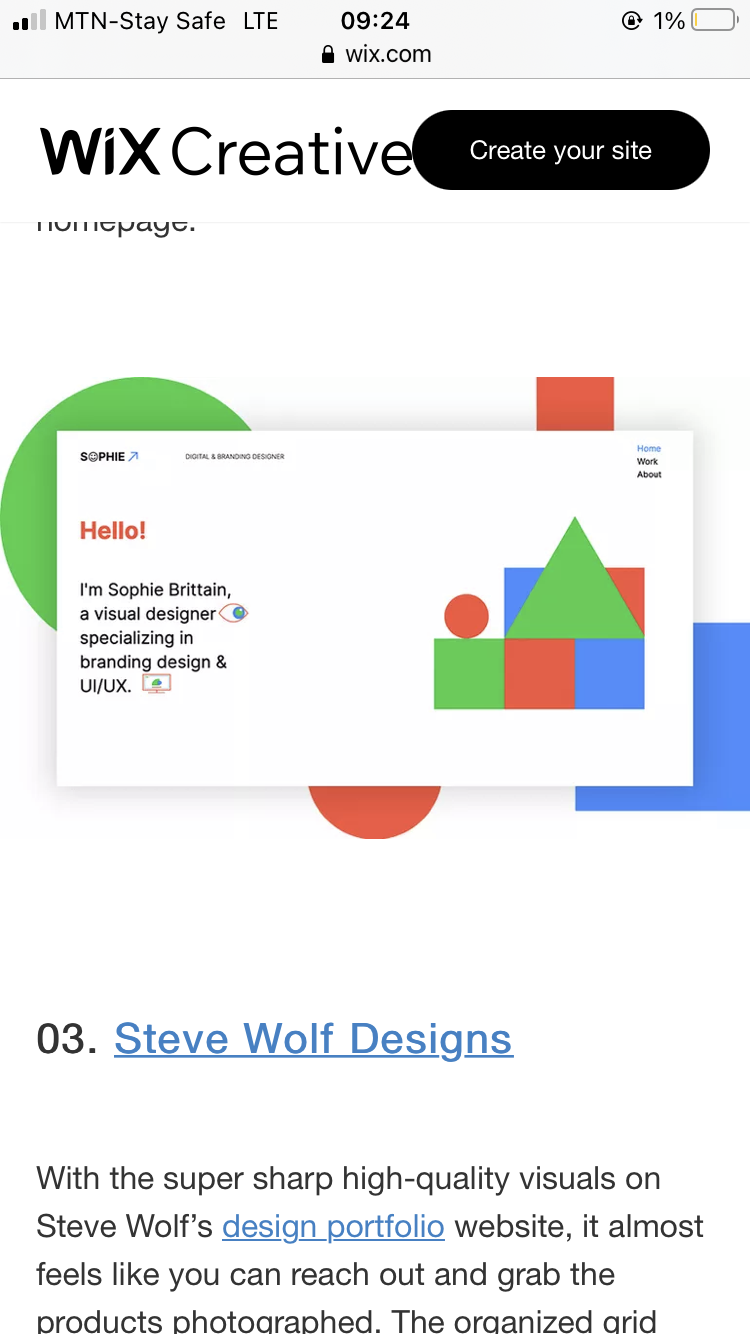 MTN-Stay Safe LTE 09:24 1%
wix.com
WiX Creative Create your site
homepage.
SOPHIE DIGITAL & BRANDING DESIGNER Home
Work
About
Hello!
I'm Sophie Brittain,
a visual designer
specializing in
branding design &
UI/UX.
03. Steve Wolf Designs
With the super sharp high-quality visuals on
Steve Wolf’s design portfolio website, it almost
feels like you can reach out and grab the
products photographed. The organized grid